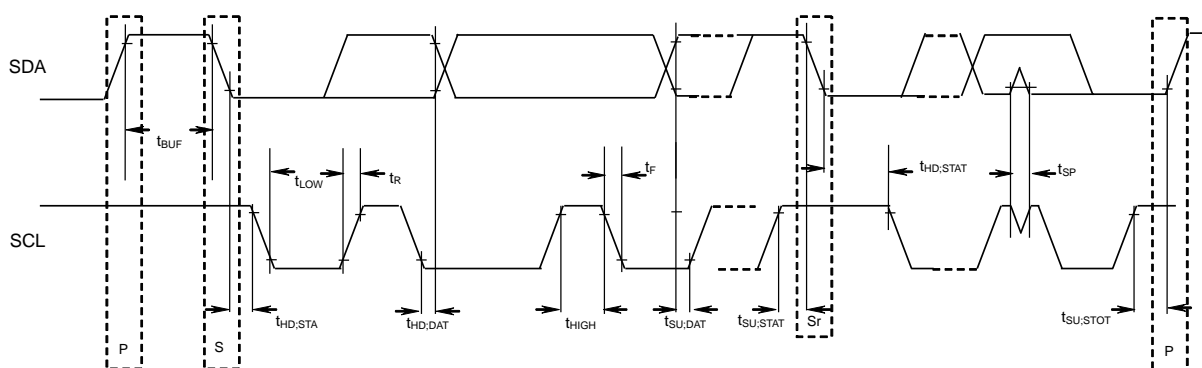 SDA
tBUF
tLOW
tR
tF
tHD;STAT
tSP
SCL
tHD;STA
tHD;DAT
tHIGH
tSU;DAT
tSU;STAT
Sr
tSU;STOT
P
S
P